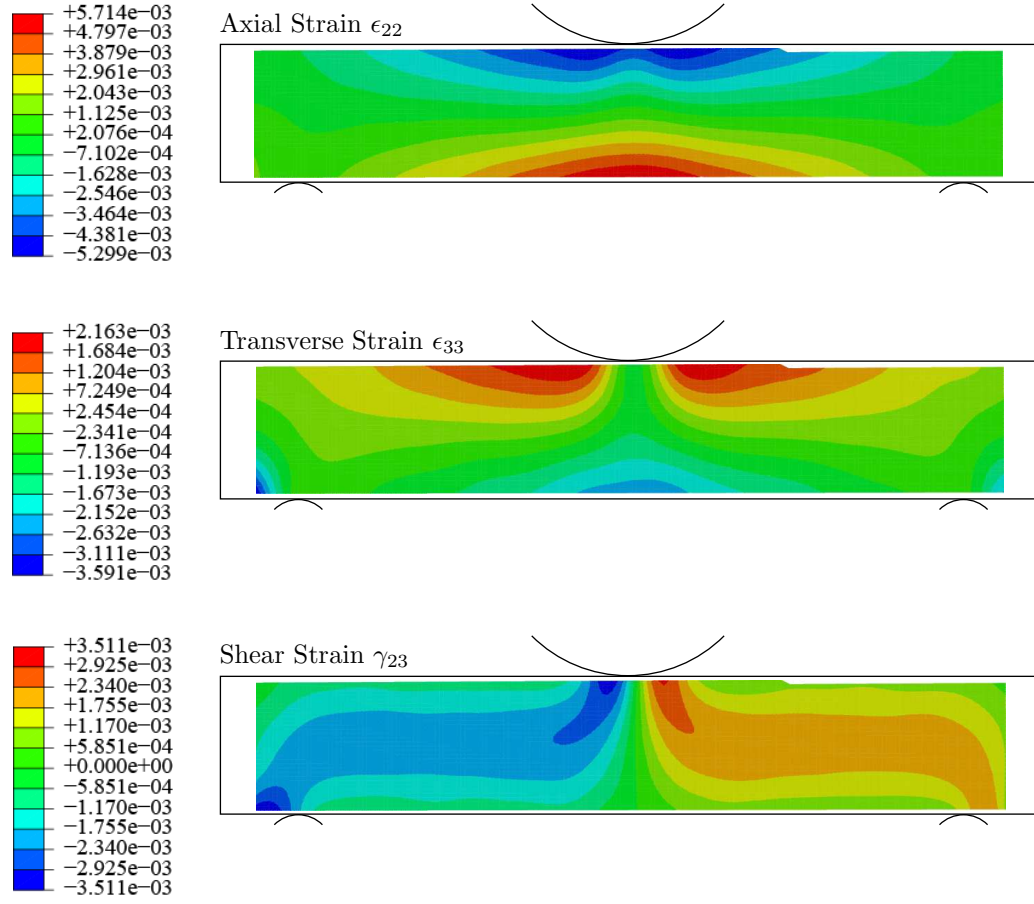 Axial Strain ϵ22
+5.714e−03
+4.797e−03
+3.879e−03
+2.961e−03
+2.043e−03
+1.125e−03
+2.076e−04
−7.102e−04
−1.628e−03
−2.546e−03
−3.464e−03
−4.381e−03
−5.299e−03
Transverse Strain ϵ33
+2.163e−03
+1.684e−03
+1.204e−03
+7.249e−04
+2.454e−04
−2.341e−04
−7.136e−04
−1.193e−03
−1.673e−03
−2.152e−03
−2.632e−03
−3.111e−03
−3.591e−03
Shear Strain γ23
+3.511e−03
+2.925e−03
+2.340e−03
+1.755e−03
+1.170e−03
+5.851e−04
+0.000e+00
−5.851e−04
−1.170e−03
−1.755e−03
−2.340e−03
−2.925e−03
−3.511e−03